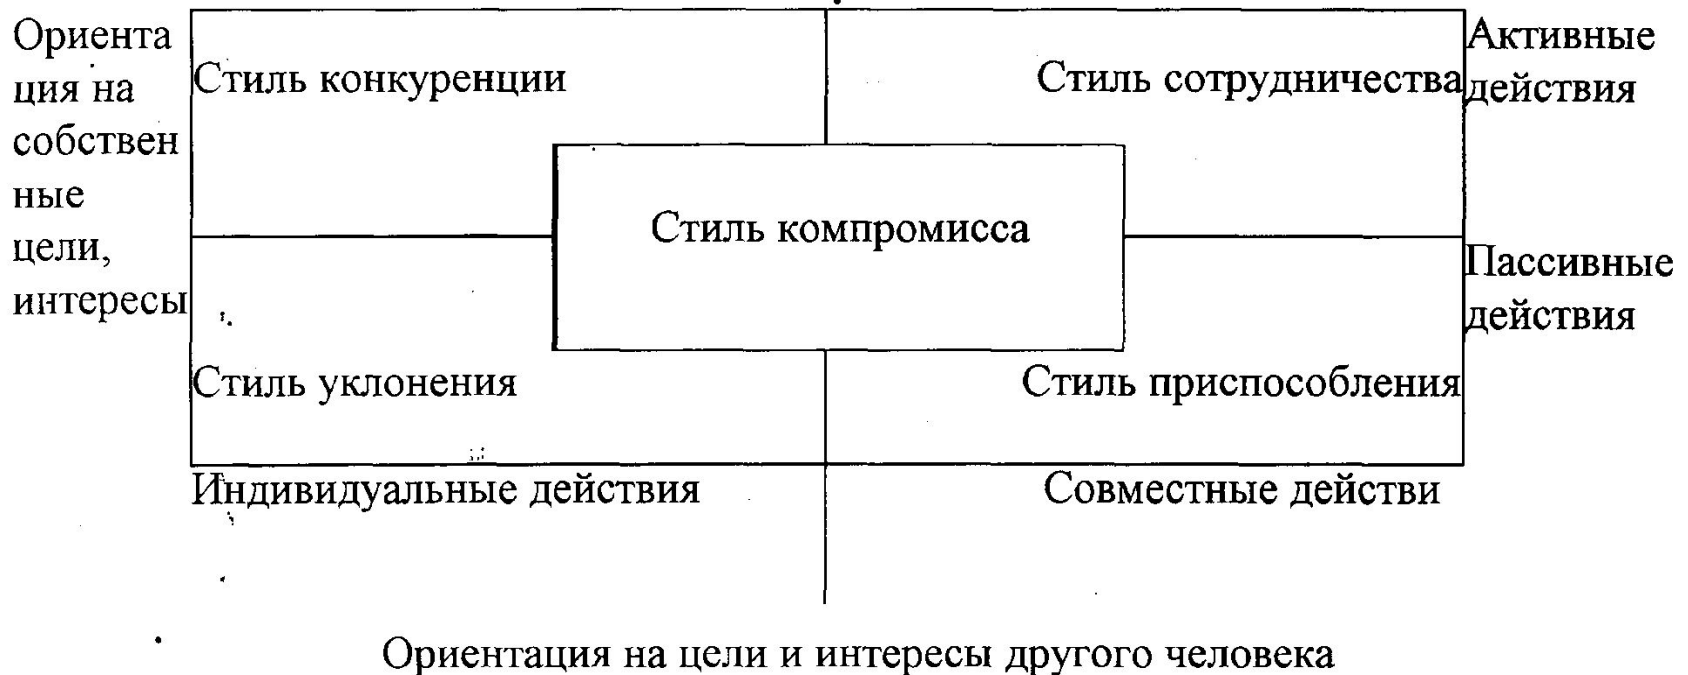 Ориента
ция на
собствен
ные
цели,
интересы
Стиль конкуренции
Стиль сотрудничества
Активные
действия
Стиль компромисса
Пассивные
действия
Стиль уклонения
Стиль приспособления
Индивидуальные действия
Совместные действи
Ориентация на цели и интересы другого человека